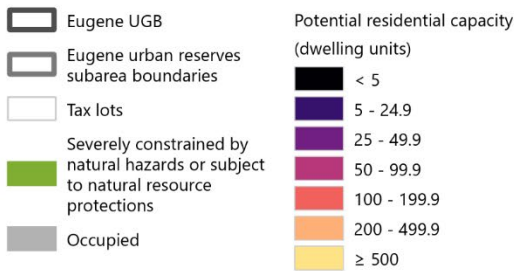 Eugene UGB
Eugene urban reserves
subarea boundaries
Tax lots
Severely constrained by
natural hazards or subject
to natural resource
protections
Occupied
Potential residential capacity
(dwelling units)
< 5
5 - 24.9
25 - 49.9
50 - 99.9
100 - 199.9
200 - 499.9
≥ 500